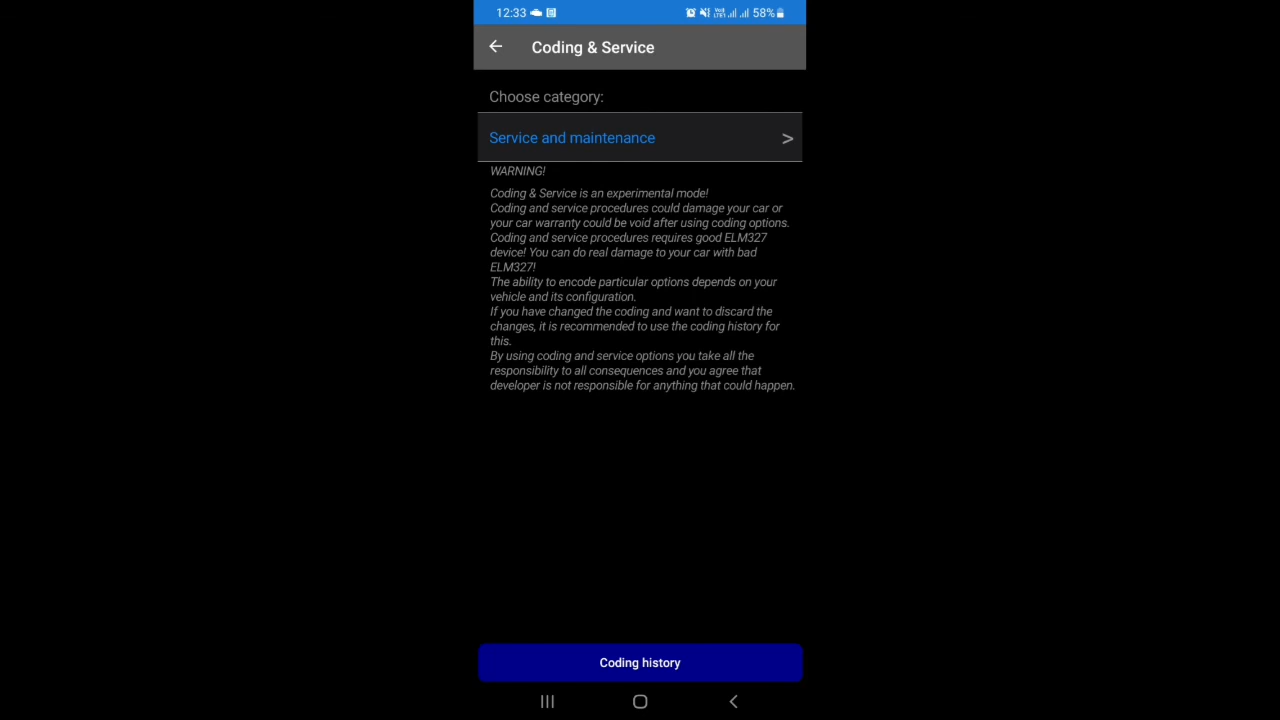 12:33 58%
Coding & Service
Choose category:
Service and maintenance >
WARNING!
Coding & Service is an experimental mode!
Coding and service procedures could damage your car or
your car warranty could be void after using coding options.
Coding and service procedures requires good ELM327
device! You can do real damage to your car with bad
ELM327!
The ability to encode particular options depends on your
vehicle and its configuration.
If you have changed the coding and want to discard the
changes, it is recommended to use the coding history for
this.
By using coding and service options you take all the
responsibility to all consequences and you agree that
developer is not responsible for anything that could happen.
Coding history